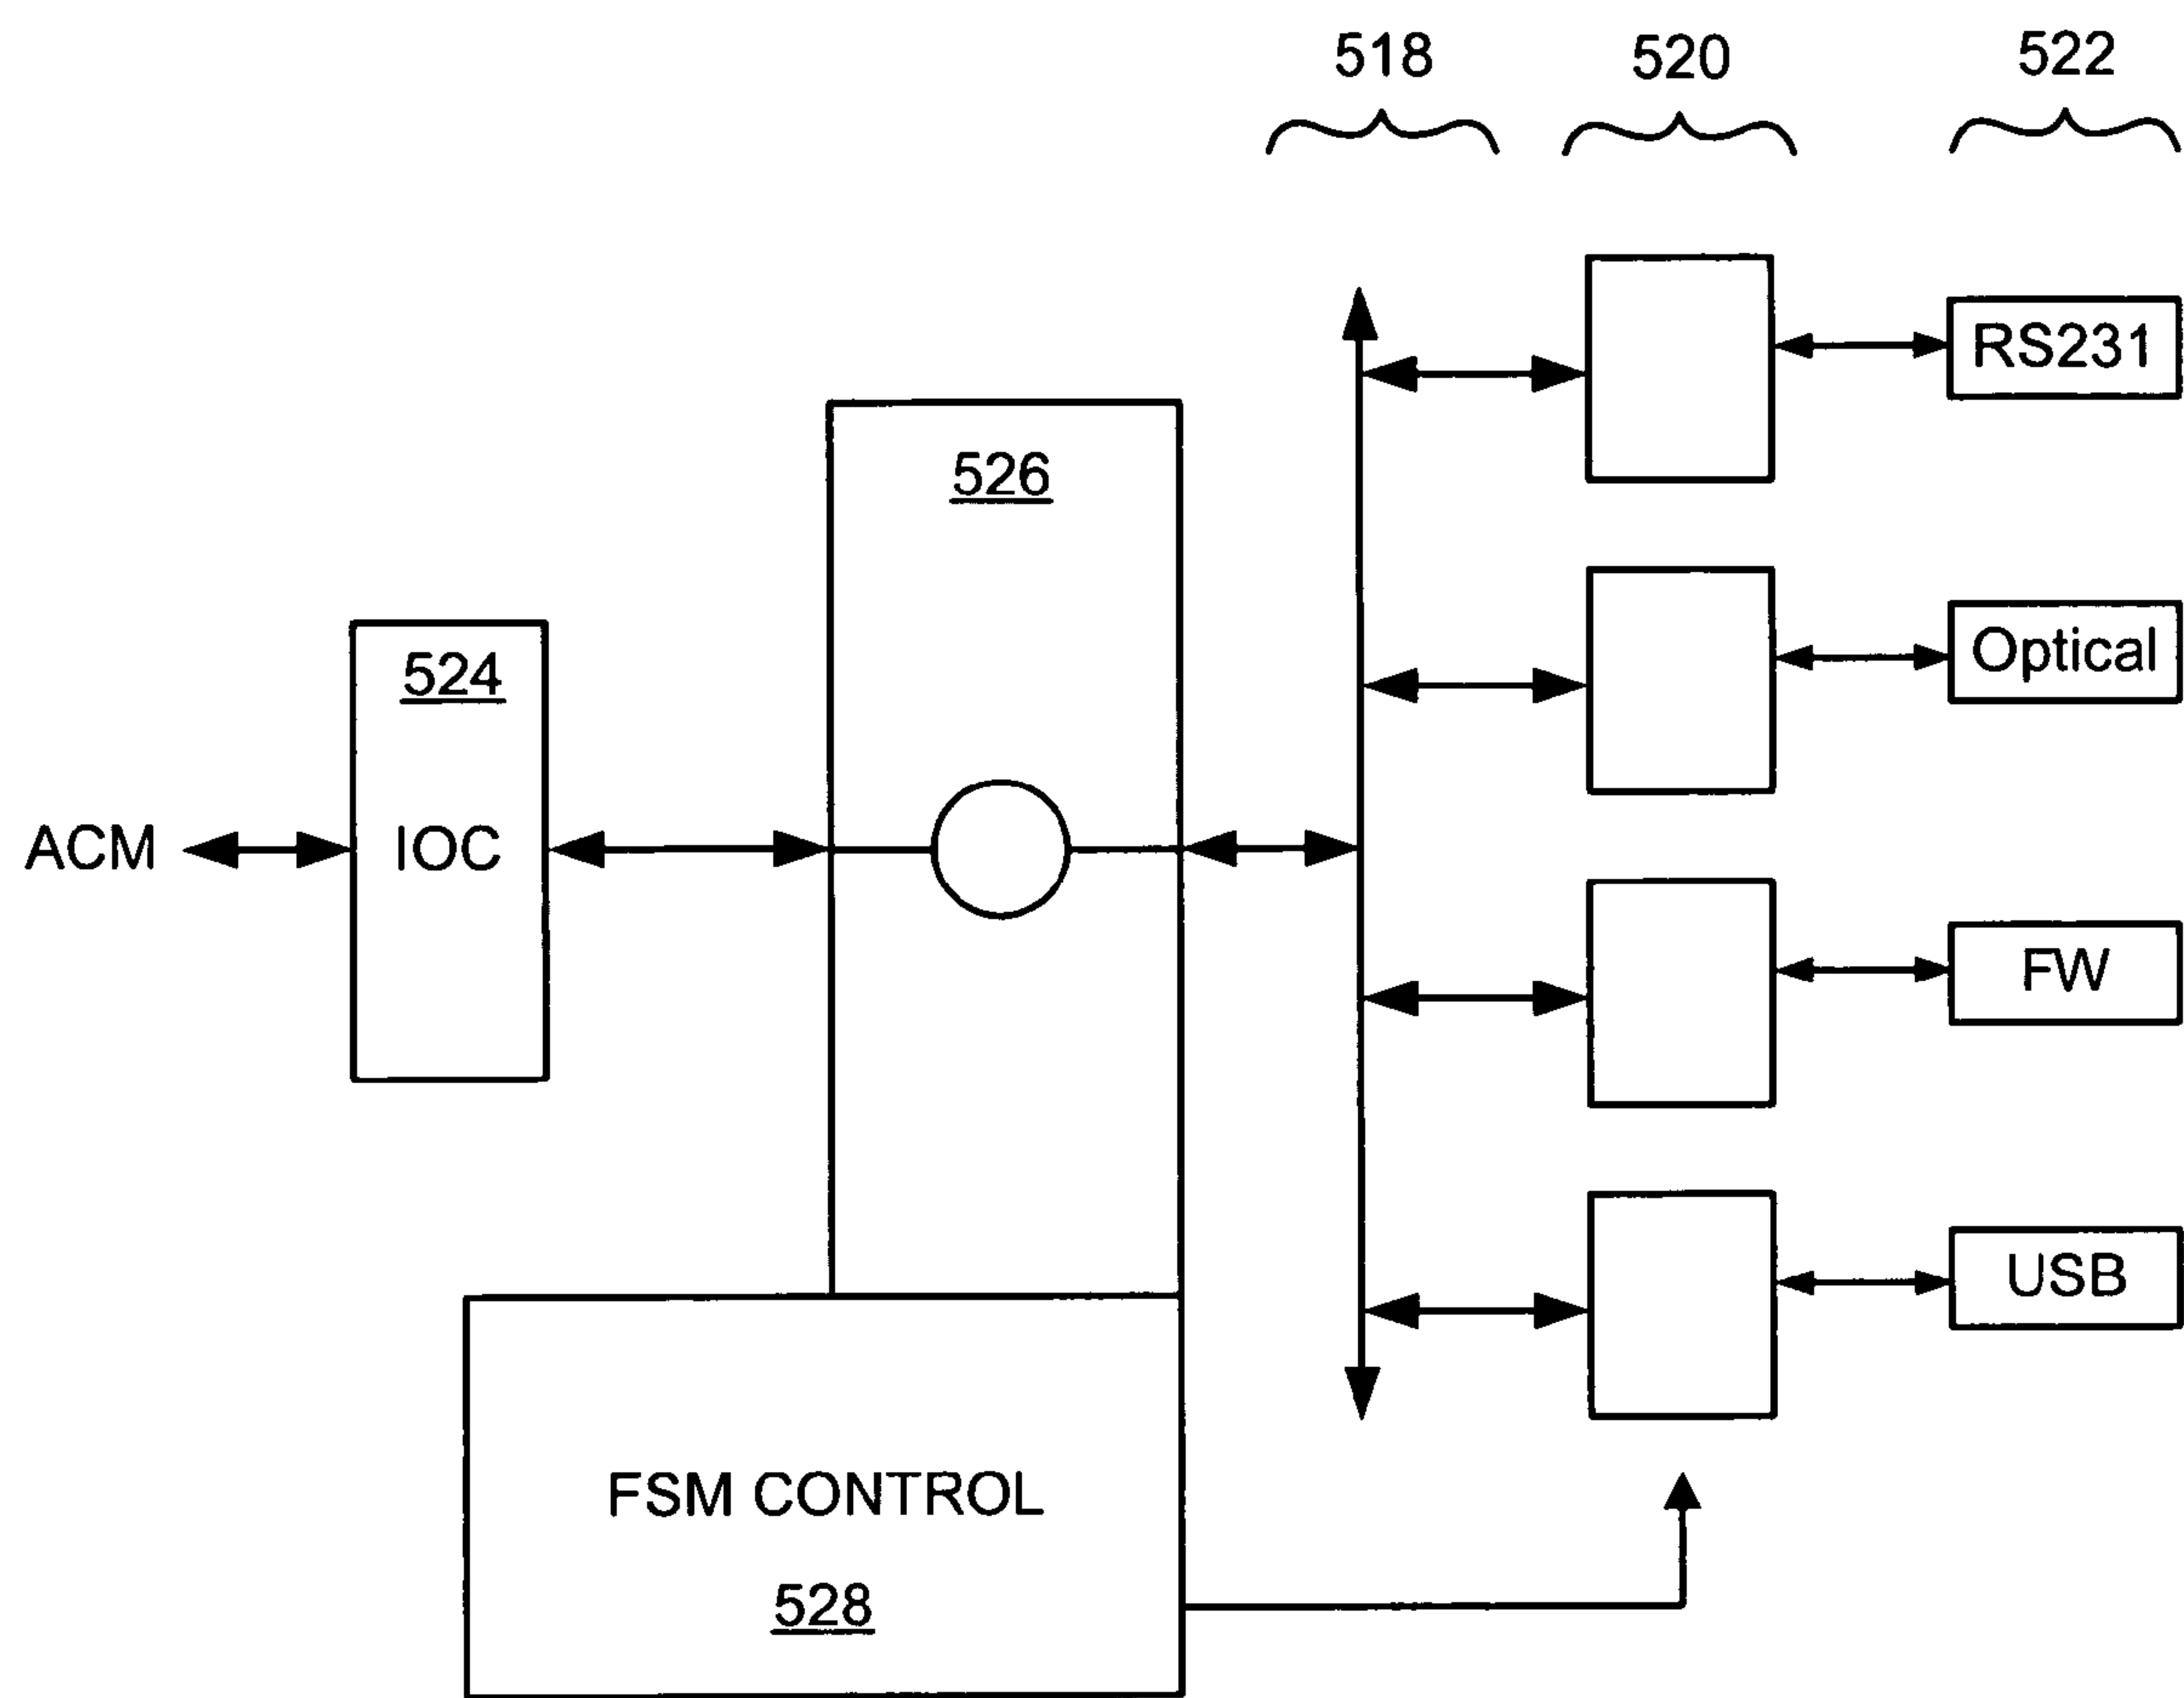 518 520 522
RS231
526
Optical
524
ACM
IOC
FW
USB
FSM CONTROL
528